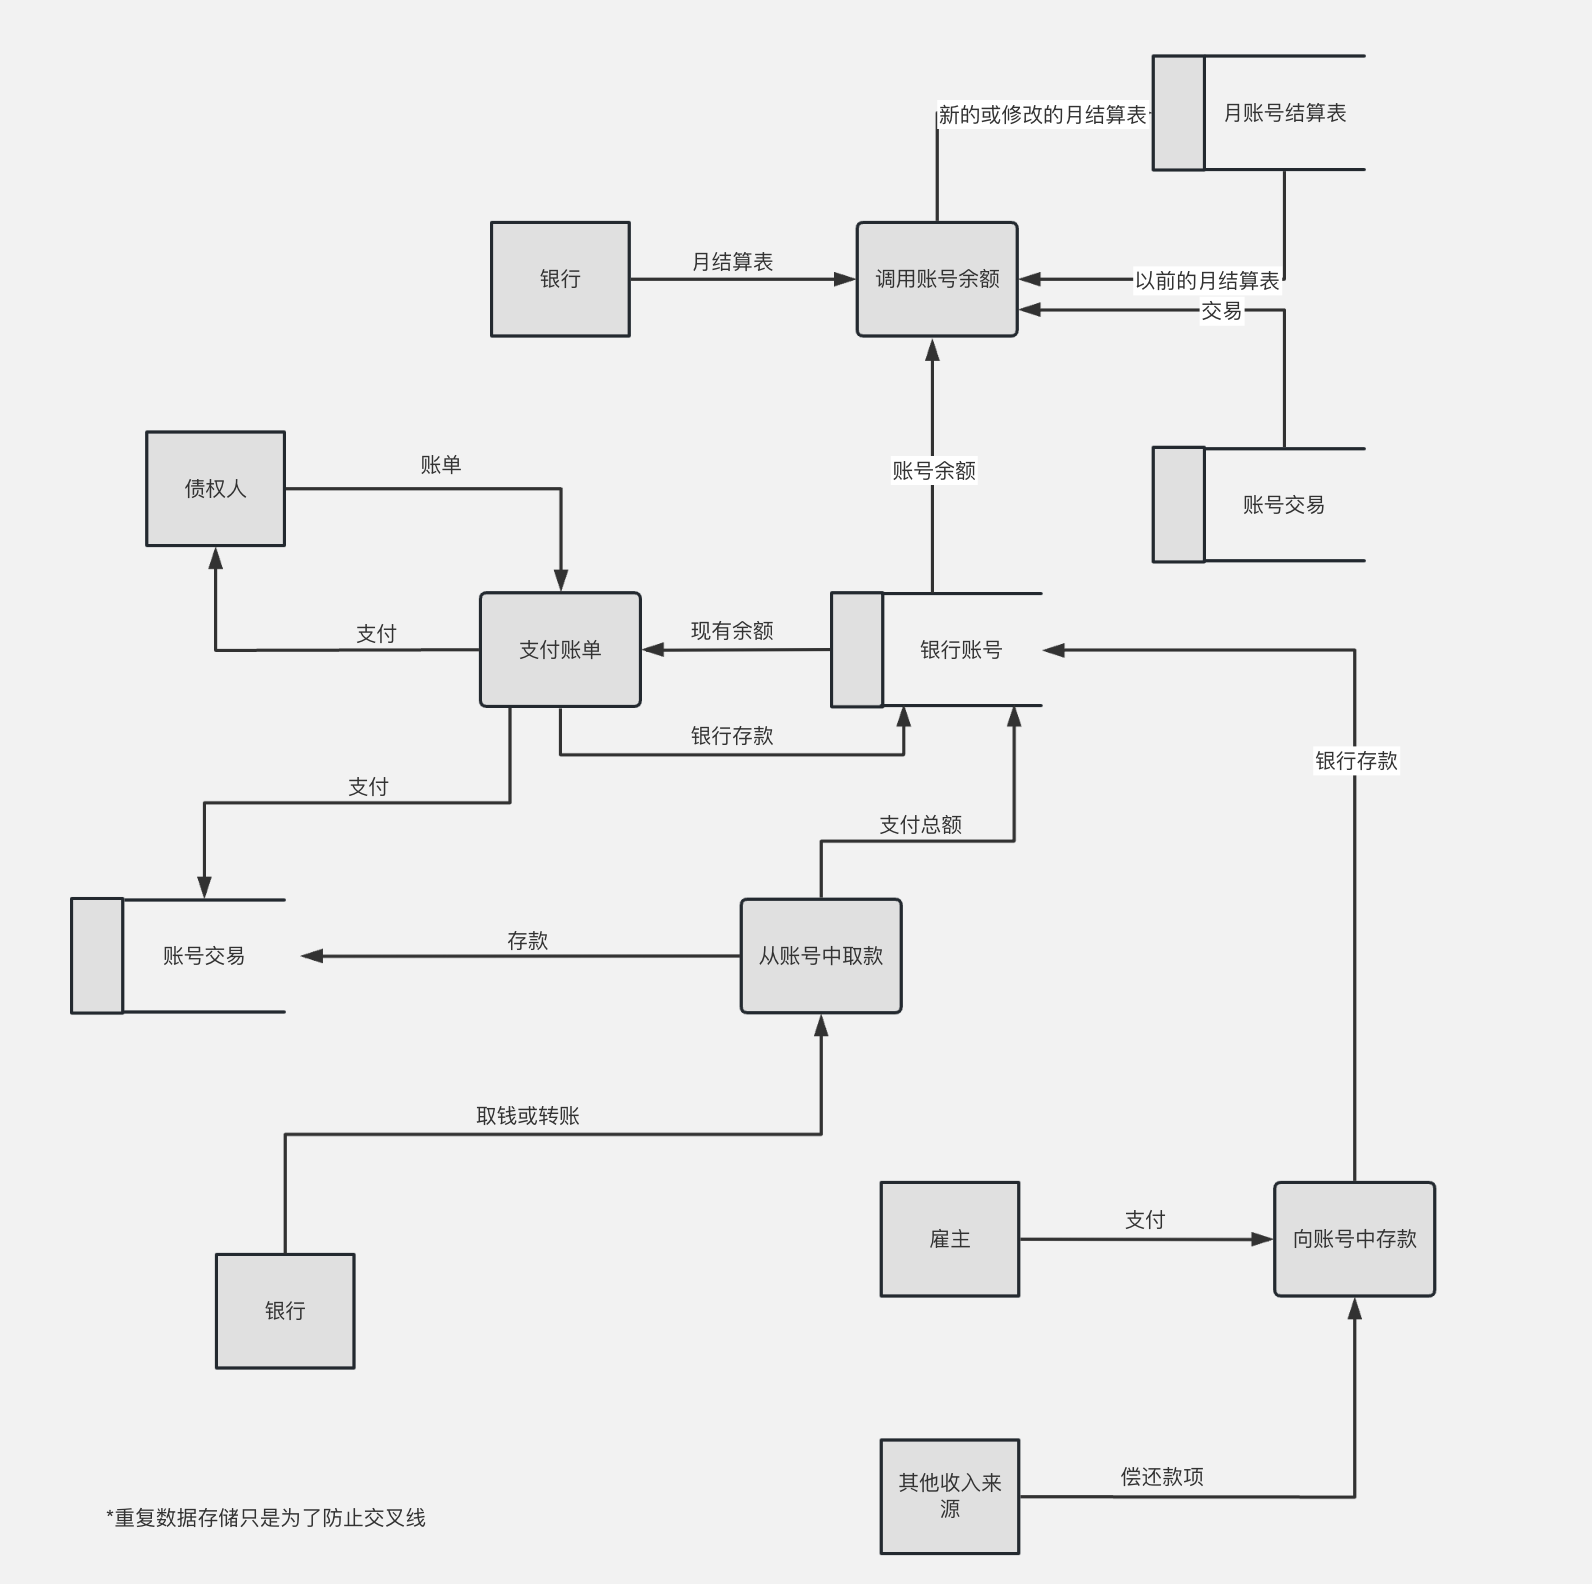 新的或修改的月结算表
月账号结算表
银行
月结算表
调用账号余额
以前的月结算表
交易
债权人
账单
账号余额
账号交易
支付
支付账单
现有余额
银行账号
银行存款
银行存款
支付
支付总额
账号交易
存款
从账号中取款
取钱或转账
雇主
支付
向账号中存款
银行
其他收入来
源
偿还款项
*重复数据存储只是为了防止交叉线